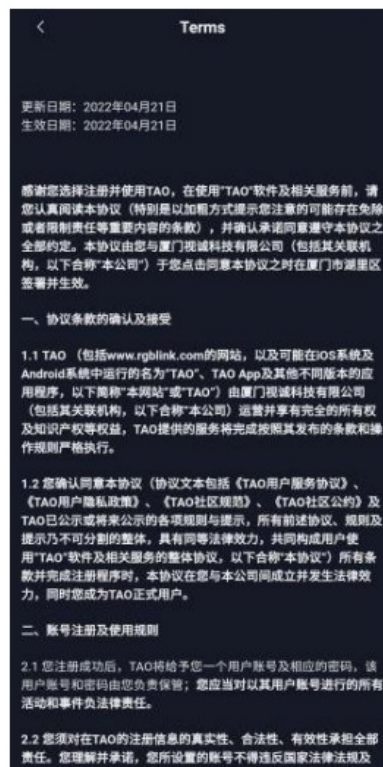 Terms
更新日期：2022年04月21日
生效日期：2022年04月21日
感谢您选择注册并使用TAO，在使用"TAO"软件及相关服务前，请
您认真阅读本协议（特别是以加粗方式提示您注意的可能存在免除
或者限制责任等重要内容的条款），并确认承诺同意遵守本协议之
全部约定。本协议由您与厦门视诚科技有限公司（包括其关联机
构，以下合称"本公司"）于您点击同意本协议之时在厦门市湖里区
签署并生效。
一、协议条款的确认及接受
1.1 TAO （包括www.rgblink.com的网站，以及可能在iOS系统及
Android系统中运行的名为"TAO"、TAO App及其他不同版本的应
用程序，以下简称"本网站"或"TAO"）由厦门视诚科技有限公司
（包括其关联机构，以下合称"本公司）运营并享有完全的所有权
及知识产权等权益，TAO提供的服务将完成按照其发布的条款和操
作规则严格执行。
1.2 您确认同意本协议（协议文本包括《TAO用户服务协议》、
《TAO用户隐私政策》、《TAO社区规范》、《TAO社区公约》及
TAO已公示或将来公示的各项规则与提示，所有前述协议、规则及
提示乃不可分割的整体，具有同等法律效力，共同构成用户使
用"TAO"软件及相关服务的整体协议，以下合称"本协议"）所有条
款并完成注册程序时，本协议在您与本公司间成立并发生法律效
力，同时您成为TAO正式用户。
二、账号注册及使用规则
2.1 您注册成功后，TAO将给予您一个用户账号及相应的密码，该
用户账号和密码由您负责保管；您应当对以其用户账号进行的所有
活动和事件负法律责任。
2.2 您须对在TAO的注册信息的真实性、合法性、有效性承担全部
责任。您理解并承诺，您所设置的账号不得违反国家法律法规及